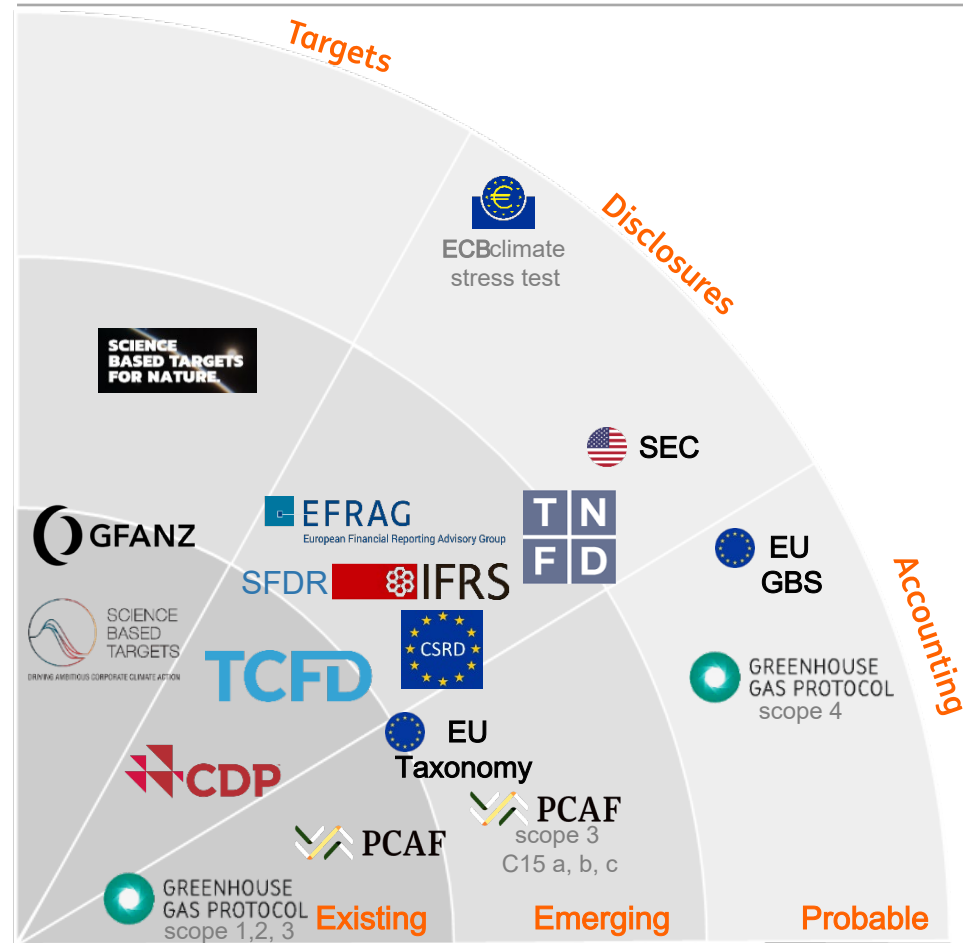 Targets
Disclosures
Accounting
€
ECBclimate
stress test
SCIENCE
BASED TARGETS
FOR NATURE.
SEC
EFRAG
European Financial Reporting Advisory Group
TN
FD
GFANZ
EU
GBS
SFDR
IFRS
SCIENCE
BASED
TARGETS
DRIVING AMBITIOUS CORPORATE CLIMATE ACTION
CSRD
TCFD
GREENHOUSE
GAS PROTOCOL
scope 4
EU
Taxonomy
CDP
PCAF
scope 3
C15 a, b, c
PCAF
GREENHOUSE
GAS PROTOCOL
scope 1,2, 3
Existing
Emerging
Probable